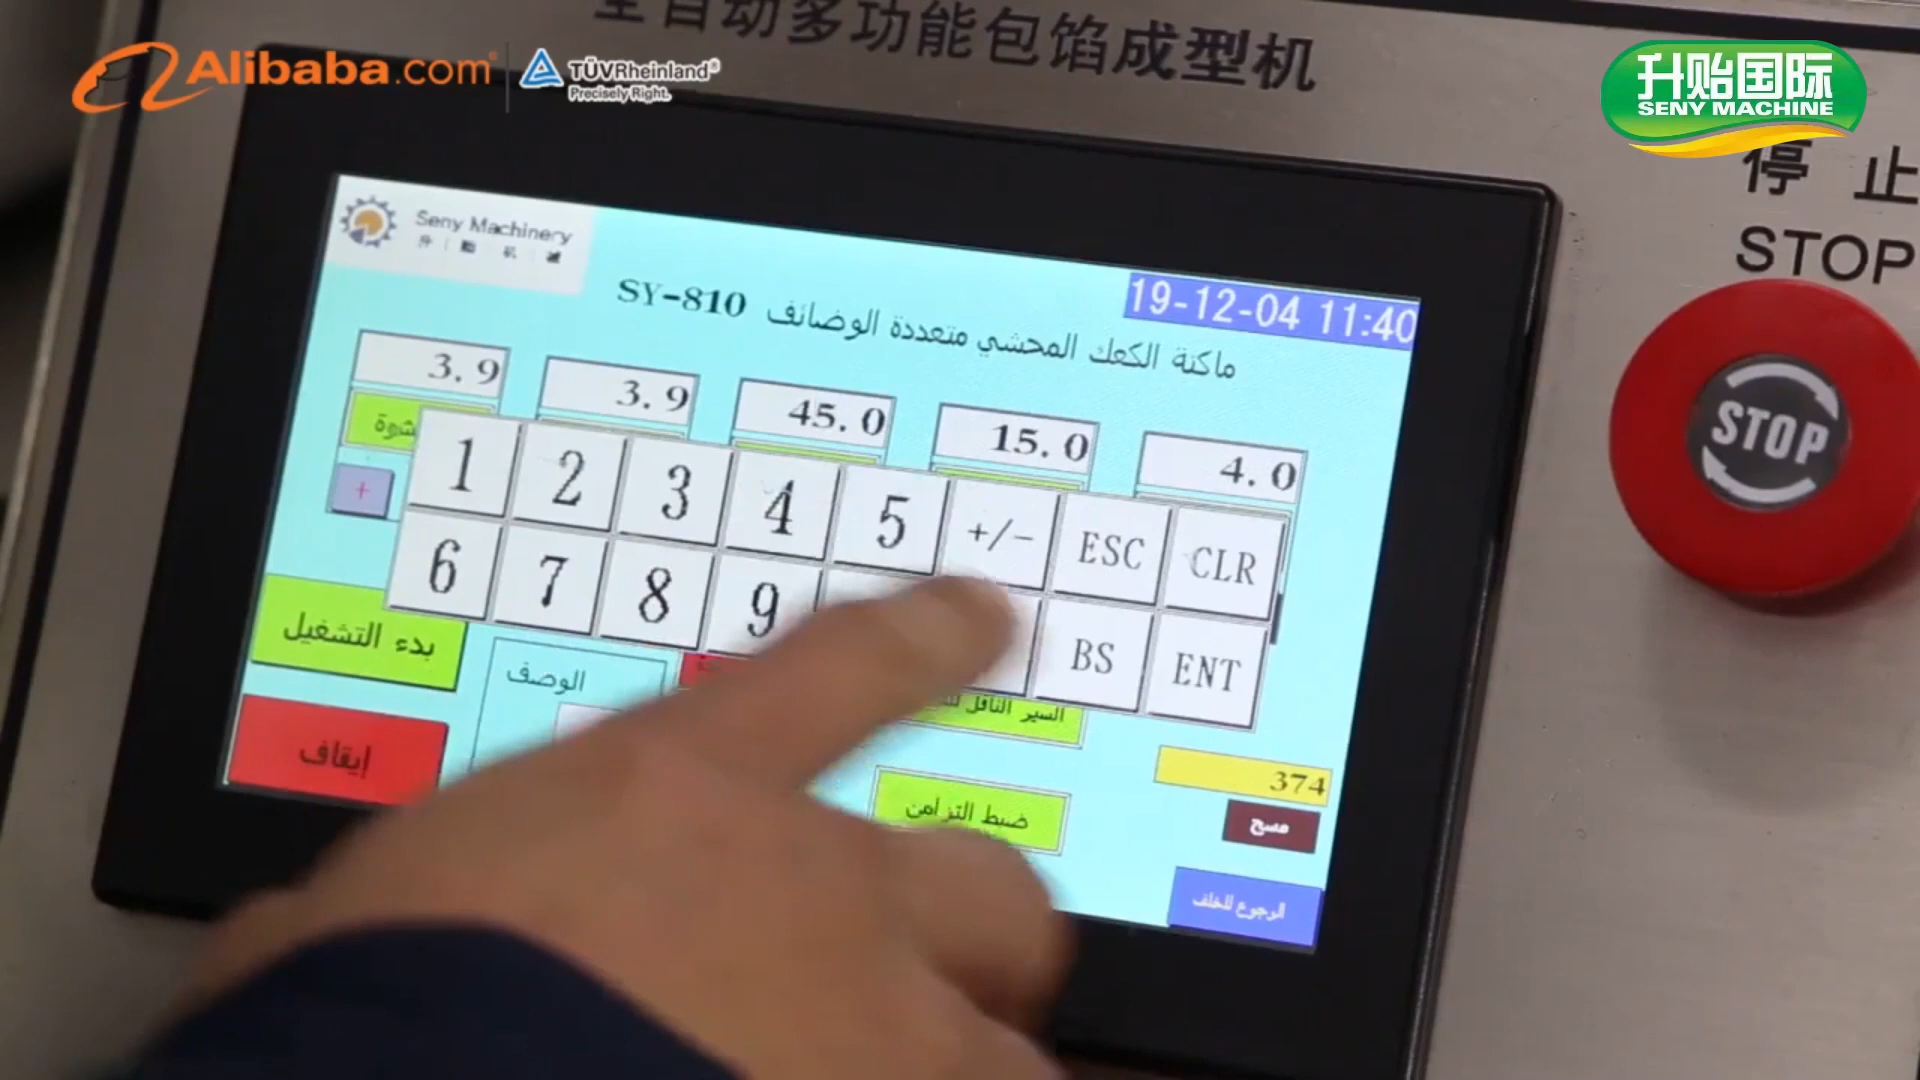 全自动多功能包馅成型机
Alibaba.com
TÜVRheinland®
Precisely Right.
升贻国际
SENY MACHINE
停止
STOP
STOP
Seny Machinery
升贻机械
19-12-04 11:40
SY-810 ماكنة الكعك المحشي متعددة الوضائف
3.9
3.9
45.0
15.0
4.0
+
1 2 3 4 5 +/- ESC CLR
6 7 8 9 BS ENT
بدء التشغيل
الوصف
السير الناقل
إيقاف
ضبط التزامن
374
مسح
الرجوع للخلف